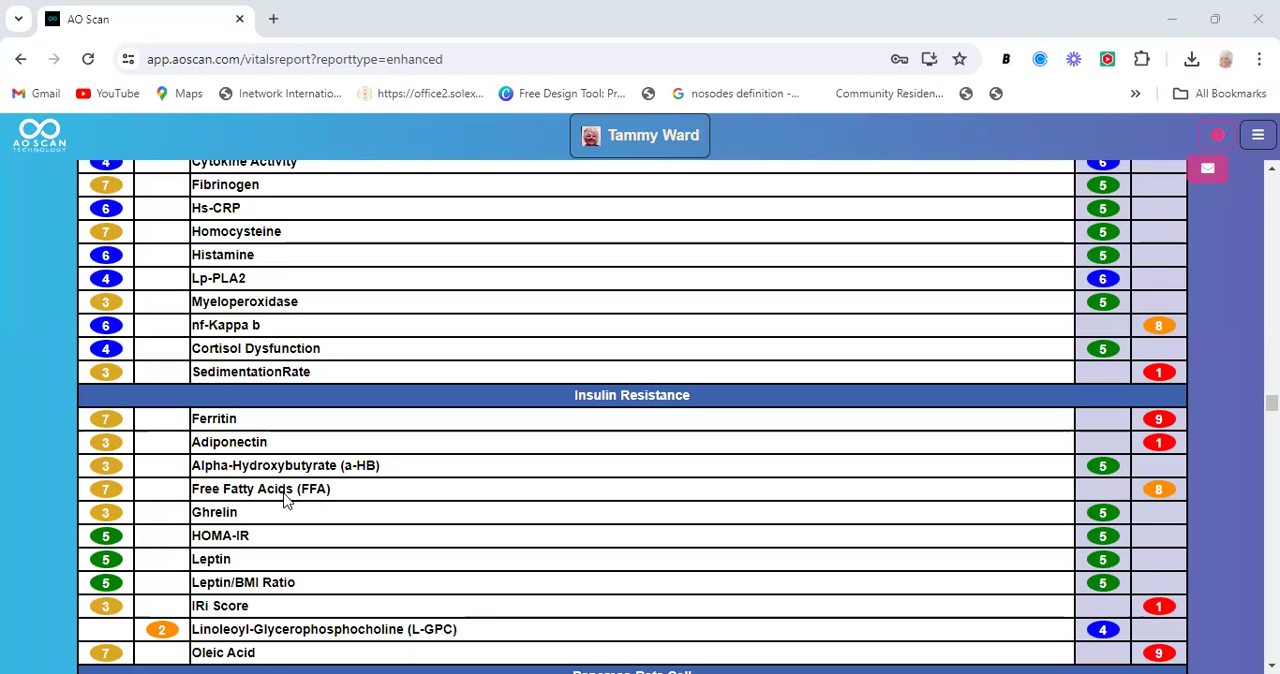 AO Scan
app.aoscan.com/vitalsreport?reporttype=enhanced
Gmail YouTube Maps Inetwork Internatio... https://office2.solex... Free Design Tool: Pr... nosodes definition -... Community Residen... » All Bookmarks
AO SCAN
TECHNOLOGY
Tammy Ward
4 Cytokine Activity 6
7 Fibrinogen 5
6 Hs-CRP 5
7 Homocysteine 5
6 Histamine 5
4 Lp-PLA2 6
3 Myeloperoxidase 5
6 nf-Kappa b 8
4 Cortisol Dysfunction 5
3 SedimentationRate 1
Insulin Resistance
7 Ferritin 9
3 Adiponectin 1
3 Alpha-Hydroxybutyrate (a-HB) 5
7 Free Fatty Acids (FFA) 8
3 Ghrelin 5
5 HOMA-IR 5
5 Leptin 5
5 Leptin/BMI Ratio 5
3 IRi Score 1
2 Linoleoyl-Glycerophosphocholine (L-GPC) 4
7 Oleic Acid 9